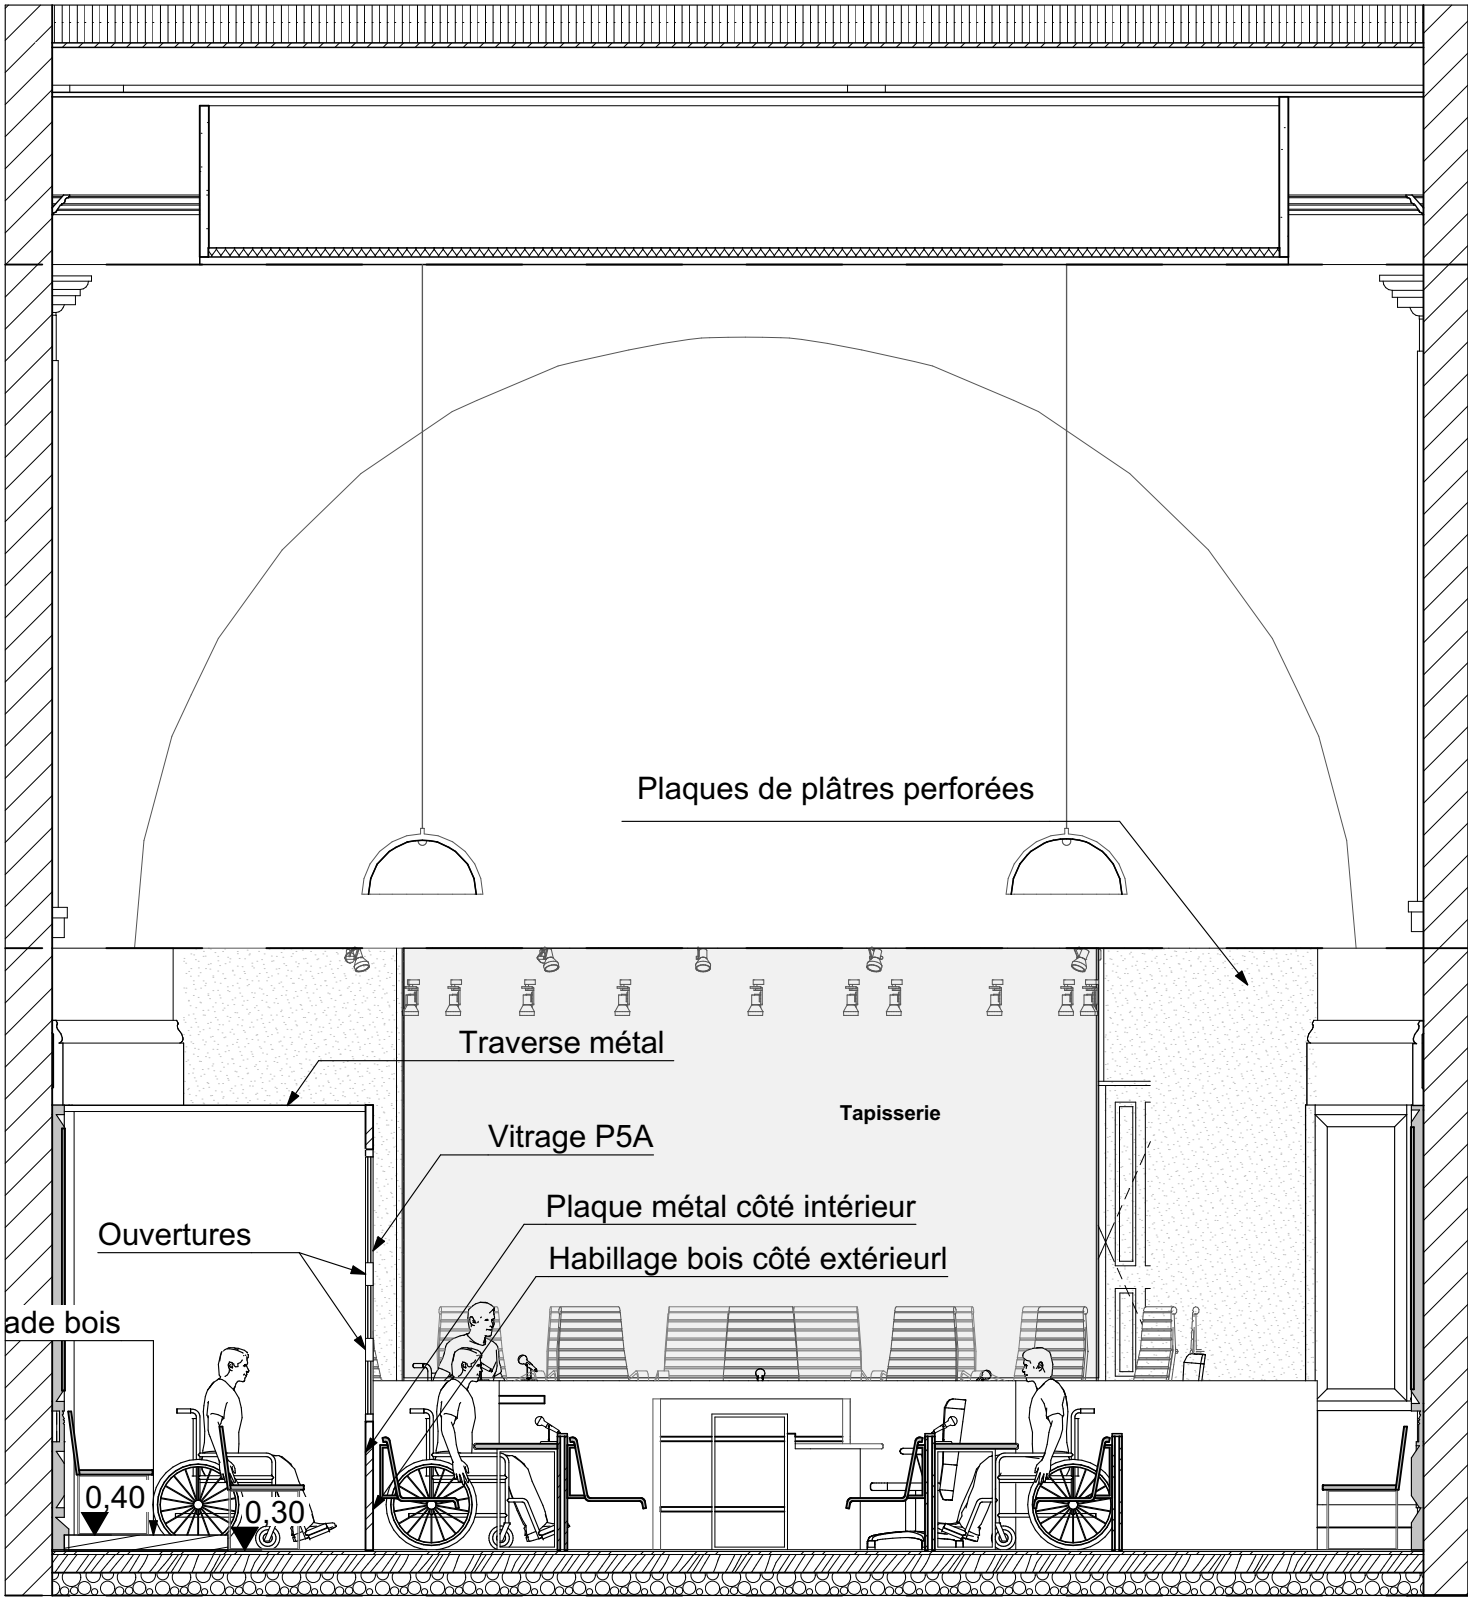 Plaques de plâtres perforées
Traverse métal
Tapisserie
Vitrage P5A
Plaque métal côté intérieur
Ouvertures
Habillage bois côté extérieurl
ade bois
0,40
0,30